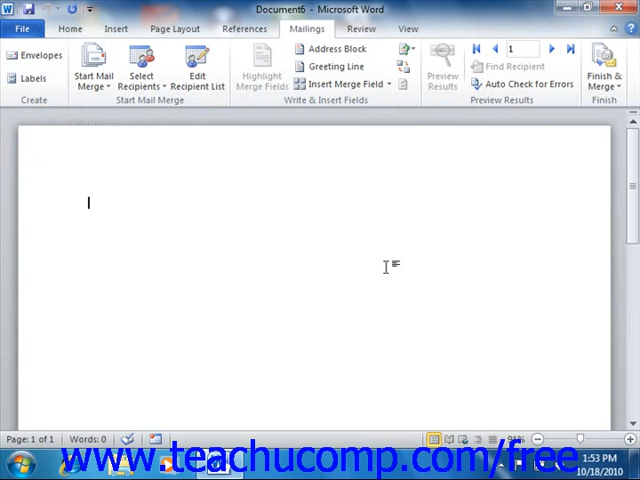 Document6 - Microsoft Word
File Home Insert Page Layout References Mailings Review View
Envelopes
Labels
Create
Start Mail Merge
Select Recipients
Edit Recipient List
Start Mail Merge
Highlight Merge Fields
Address Block
Greeting Line
Insert Merge Field
Write & Insert Fields
Preview Results
1
Find Recipient
Auto Check for Errors
Preview Results
Finish & Merge
Finish
Page: 1 of 1 Words: 0 91%
www.teachucomp.com/free
1:53 PM
10/18/2010